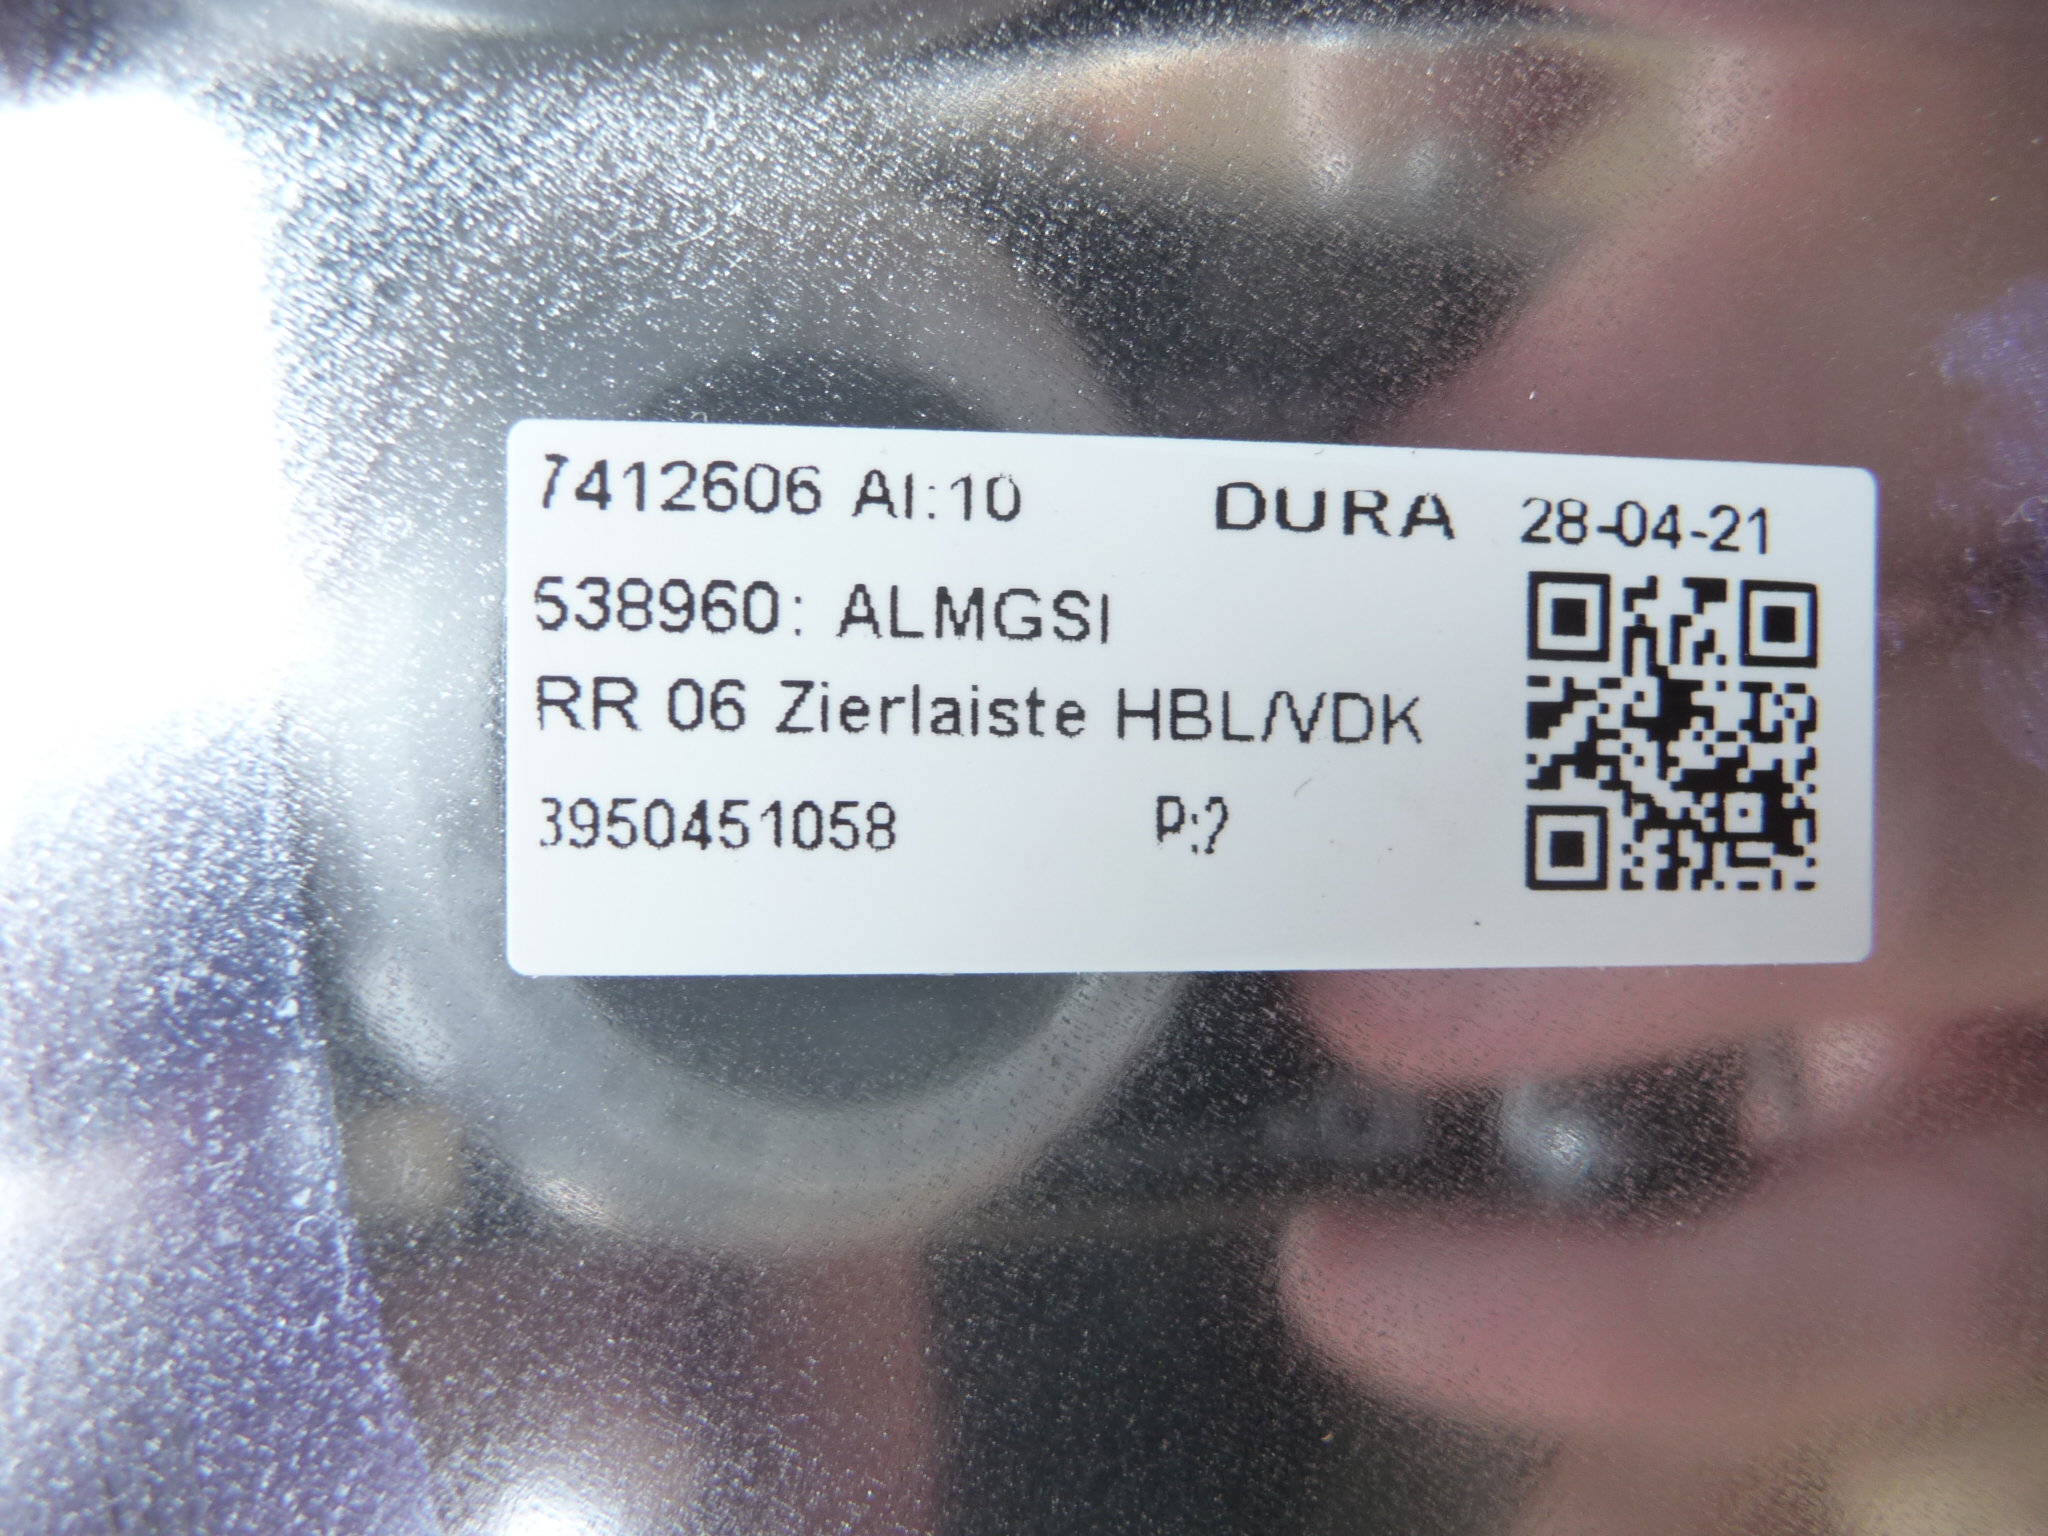 7412606 AI:10 DURA 28-04-21
538960: ALMGSI
RR 06 Zierlaiste HBL/VDK
3950451058 P:2